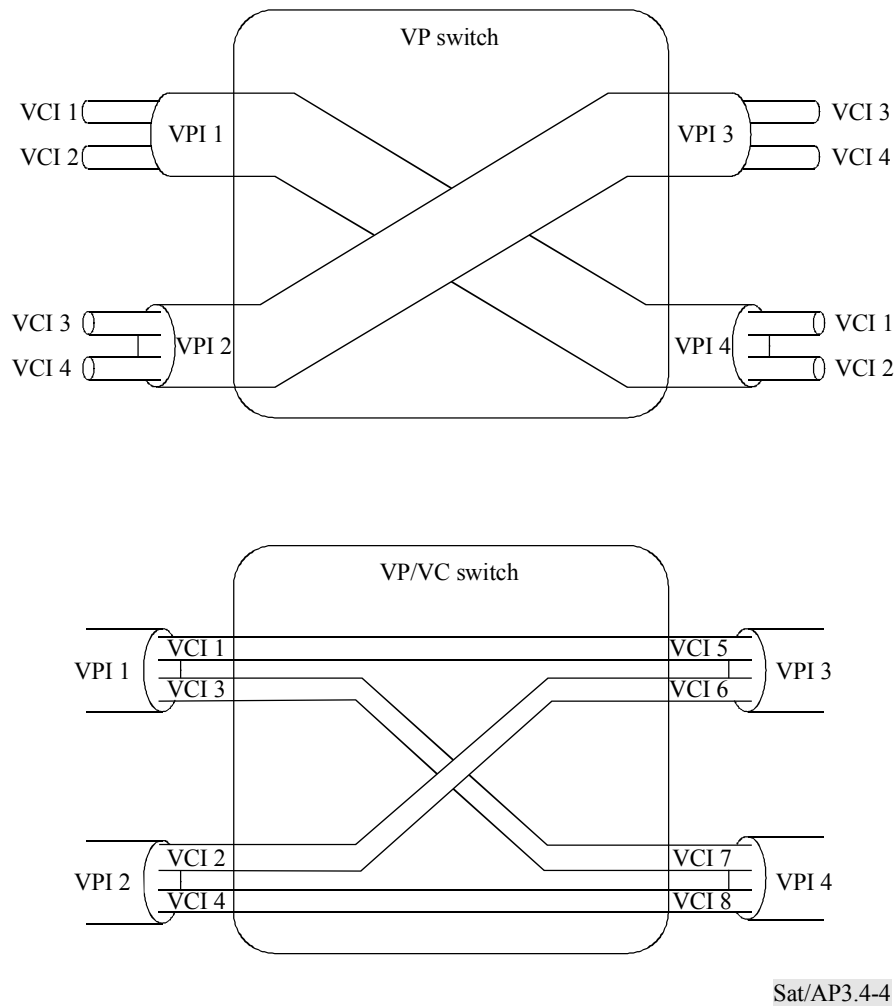 VP switch
VCI 1
VCI 2
VPI 1
VPI 3
VCI 3
VCI 4
VCI 3
VCI 4
VPI 2
VPI 4
VCI 1
VCI 2
VP/VC switch
VPI 1
VCI 1
VCI 3
VCI 5
VCI 6
VPI 3
VPI 2
VCI 2
VCI 4
VCI 7
VCI 8
VPI 4
Sat/AP3.4-4